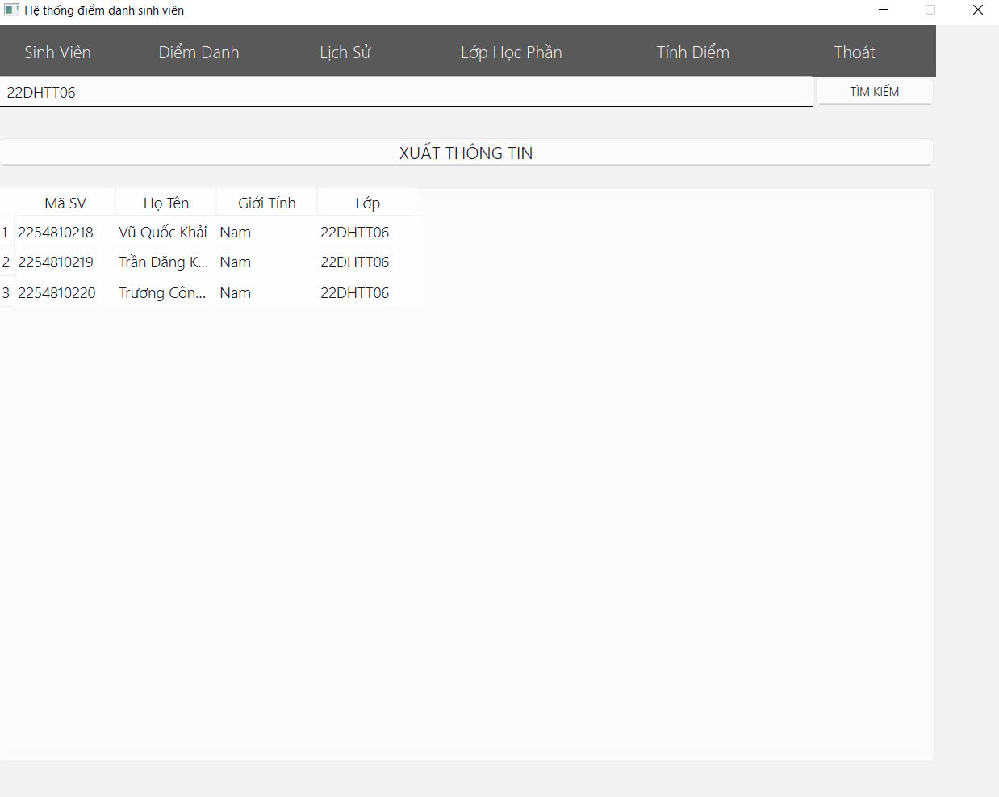 Hệ thống điểm danh sinh viên
Sinh Viên Điểm Danh Lịch Sử Lớp Học Phần Tính Điểm Thoát
22DHTT06 TÌM KIẾM
XUẤT THÔNG TIN
Mã SV Họ Tên Giới Tính Lớp
1 2254810218 Vũ Quốc Khải Nam 22DHTT06
2 2254810219 Trần Đăng K... Nam 22DHTT06
3 2254810220 Trương Côn... Nam 22DHTT06